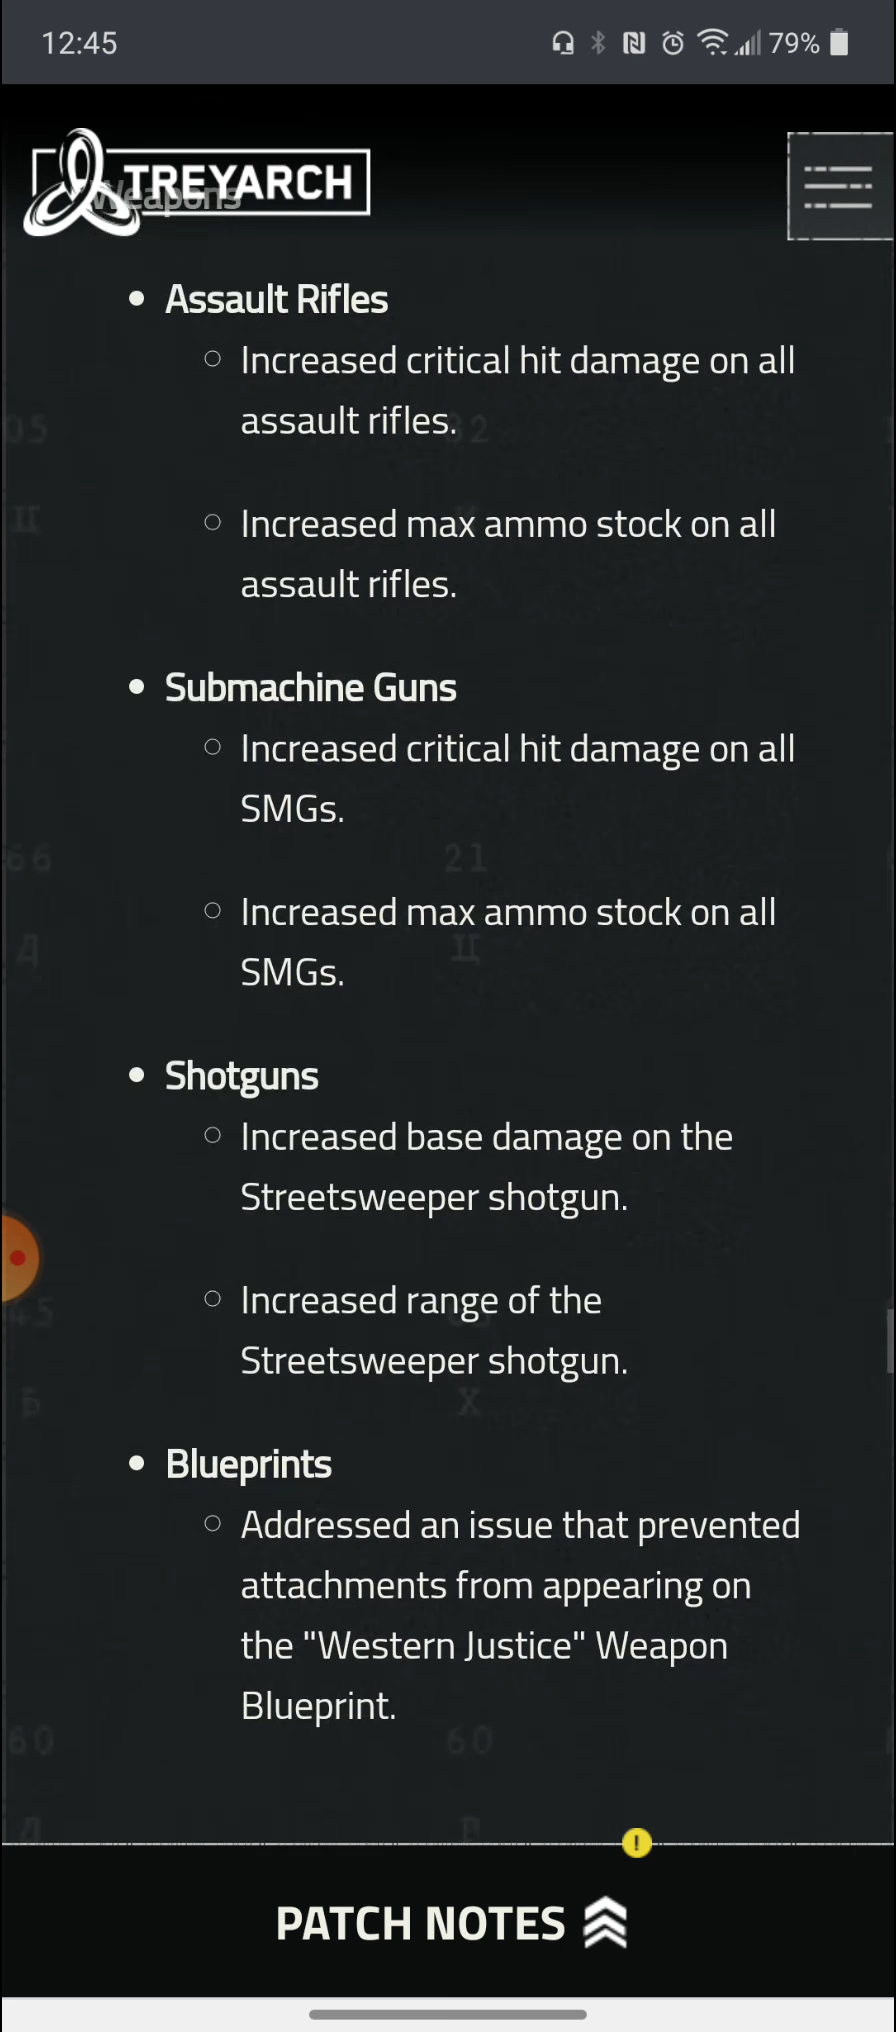 12:45
79%
TREYARCH
Weapons
Assault Rifles
Increased critical hit damage on all
assault rifles.
Increased max ammo stock on all
assault rifles.
Submachine Guns
Increased critical hit damage on all
SMGs.
Increased max ammo stock on all
SMGs.
Shotguns
Increased base damage on the
Streetsweeper shotgun.
Increased range of the
Streetsweeper shotgun.
Blueprints
Addressed an issue that prevented
attachments from appearing on
the "Western Justice" Weapon
Blueprint.
PATCH NOTES